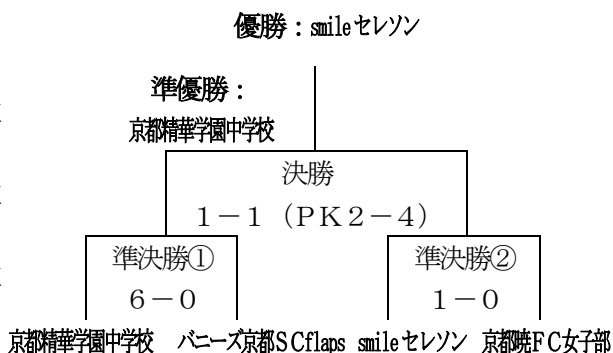 優勝：smileセレソン
準優勝：
京都精華学園中学校
決勝
１－１（ＰＫ２－４）
準決勝① 準決勝②
６－０ １－０
京都精華学園中学校 バニーズ京都ＳＣflaps smileセレソン 京都暁ＦＣ女子部